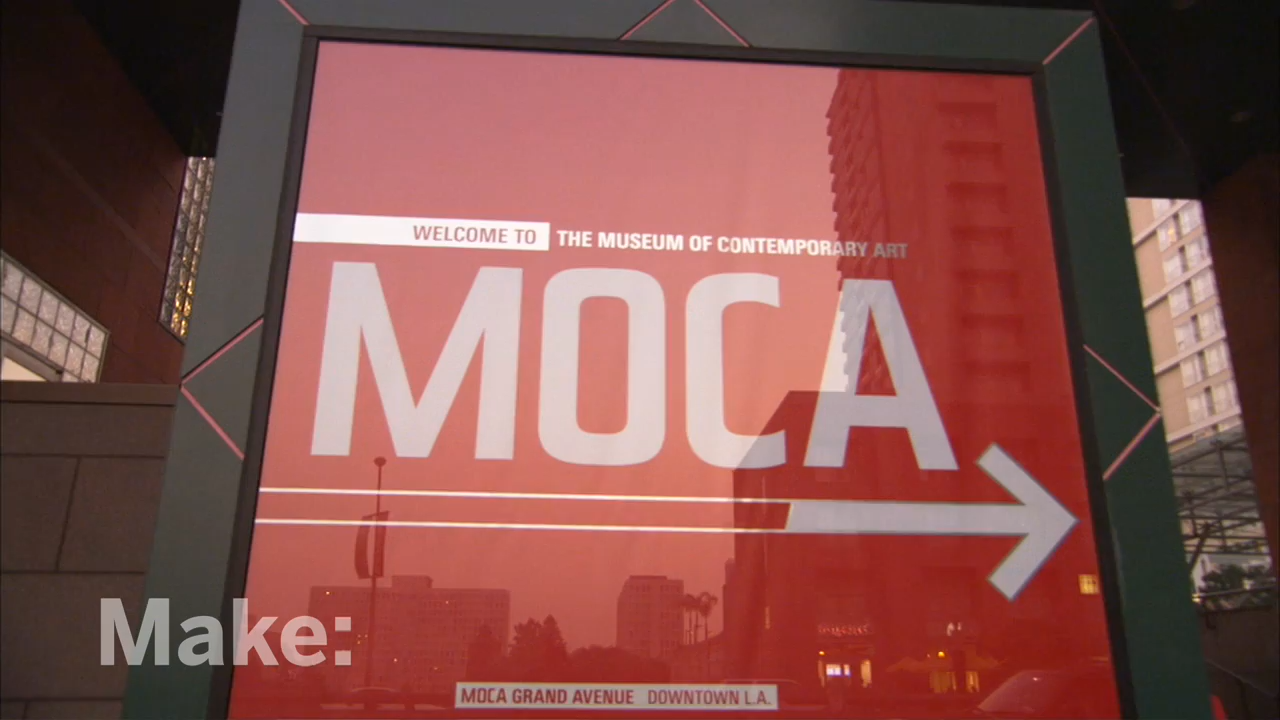 WELCOME TO THE MUSEUM OF CONTEMPORARY ART
MOCA
Make:
MOCA GRAND AVENUE DOWNTOWN L.A.